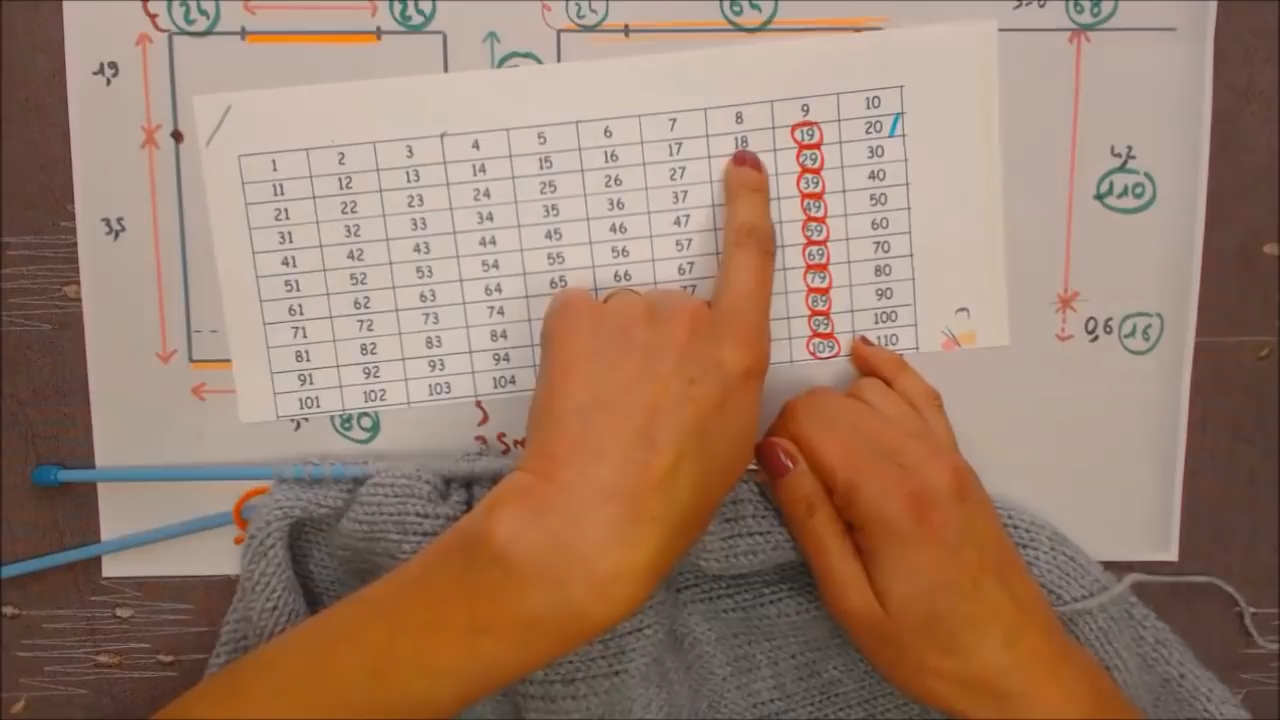 24 24 24 64 68
1,9
1 2 3 4 5 6 7 8 9 10
11 12 13 14 15 16 17 18 19 20
21 22 23 24 25 26 27 29 30
31 32 33 34 35 36 37 39 40
41 42 43 44 45 46 47 49 50
51 52 53 54 55 56 57 59 60
61 62 63 64 65 66 67 69 70
71 72 73 74 77 79 80
81 82 83 84 89 90
91 92 93 94 99 100
101 102 103 104 109 110
4,2
110
3,5
0,6 16
80